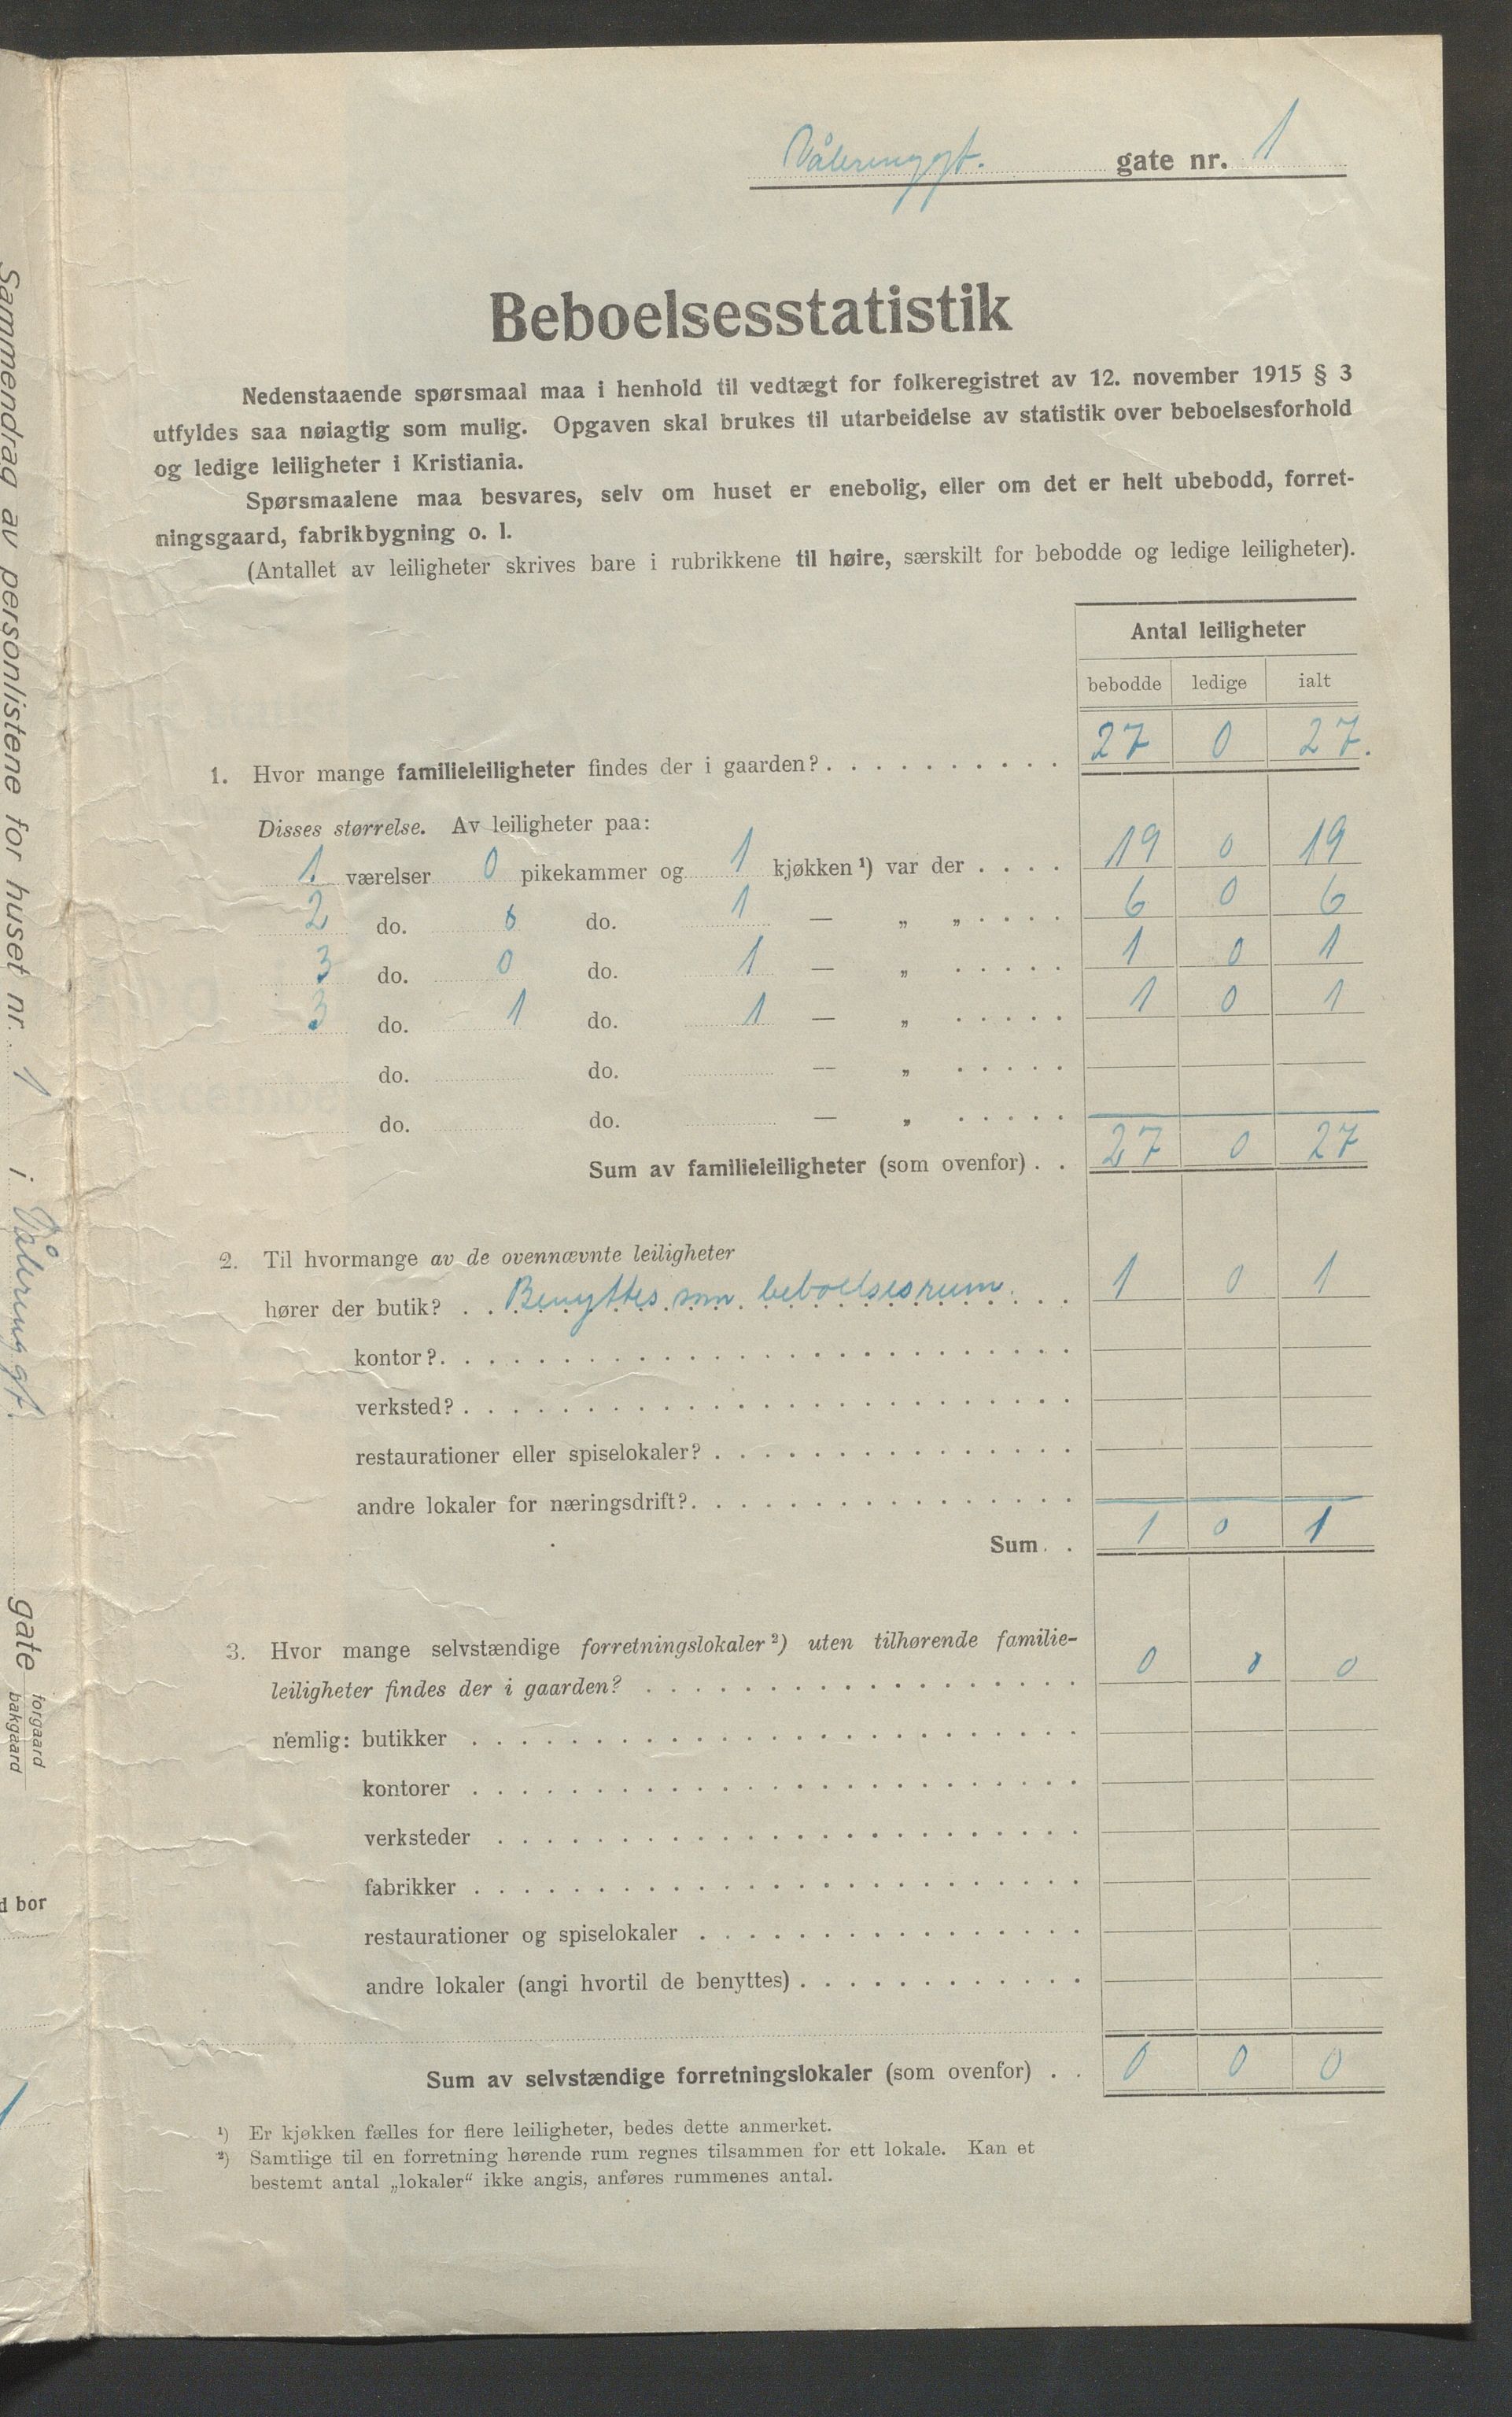 Vålerenggt. gate nr. 1
Beboelsesstatistik
Nedenstaaende spørsmaal maa i henhold til vedtægt for folkeregistret av 12. november 1915 § 3
utfyldes saa nøiagtig som mulig. Opgaven skal brukes til utarbeidelse av statistik over beboelsesforhold
og ledige leiligheter i Kristiania.
Spørsmaalene maa besvares, selv om huset er enebolig, eller om det er helt ubebodd, forret-
ningsgaard, fabrikbygning o. l.
(Antallet av leiligheter skrives bare i rubrikkene til høire, særskilt for bebodde og ledige leiligheter).
Antal leiligheter
bebodde ledige ialt
1. Hvor mange familieleiligheter findes der i gaarden? . . . . . . . . . . 27 0 27.
Disses størrelse. Av leiligheter paa:
1. værelser 0 pikekammer og 1 kjøkken ¹) var der . . . . 19 0 19
2 do. 0 do. 1 — „ „ . . . . 6 0 6
3 do. 0 do. 1 — „ . . . . . 1 0 1
3 do. 1 do. 1 — „ . . . . . 1 0 1
do. do. — „ . . . . .
do. do. — „ . . . . .
Sum av familieleiligheter (som ovenfor) . . 27 0 27
2. Til hvormange av de ovennævnte leiligheter
hører der butik? . . Benyttes som beboelsesrum. 1 0 1
kontor? . . . . . . . . . .
verksted? . . . . . . . . . .
restaurationer eller spiselokaler? . . . . . . . . . .
andre lokaler for næringsdrift? . . . . . . . . . .
Sum . . 1 0 1
3. Hvor mange selvstændige forretningslokaler ²) uten tilhørende familie-
leiligheter findes der i gaarden? . . . . . . . . . . 0 0 0
nemlig: butikker . . . . . . . . . .
kontorer . . . . . . . . . .
verksteder . . . . . . . . . .
fabrikker . . . . . . . . . .
restaurationer og spiselokaler . . . . . . . . . .
andre lokaler (angi hvortil de benyttes) . . . . . . . . . .
Sum av selvstændige forretningslokaler (som ovenfor) . . 0 0 0
¹) Er kjøkken fælles for flere leiligheter, bedes dette anmerket.
²) Samtlige til en forretning hørende rum regnes tilsammen for ett lokale. Kan et
bestemt antal „lokaler“ ikke angis, anføres rummenes antal.
Sammendrag av personlistene for huset nr. 1 i Vålerenggt. gate forgaard bakgaard
d bor
1